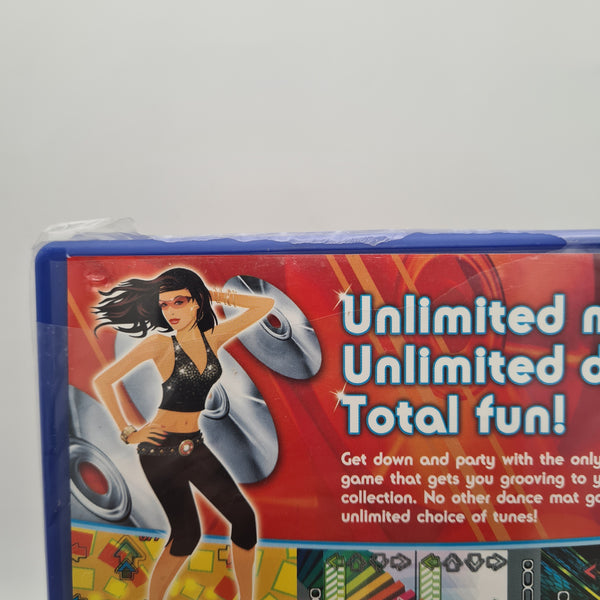 Unlimited
Unlimited
Total fun!
Get down and party with the only
game that gets you grooving to
collection. No other dance mat
unlimited choice of tunes!